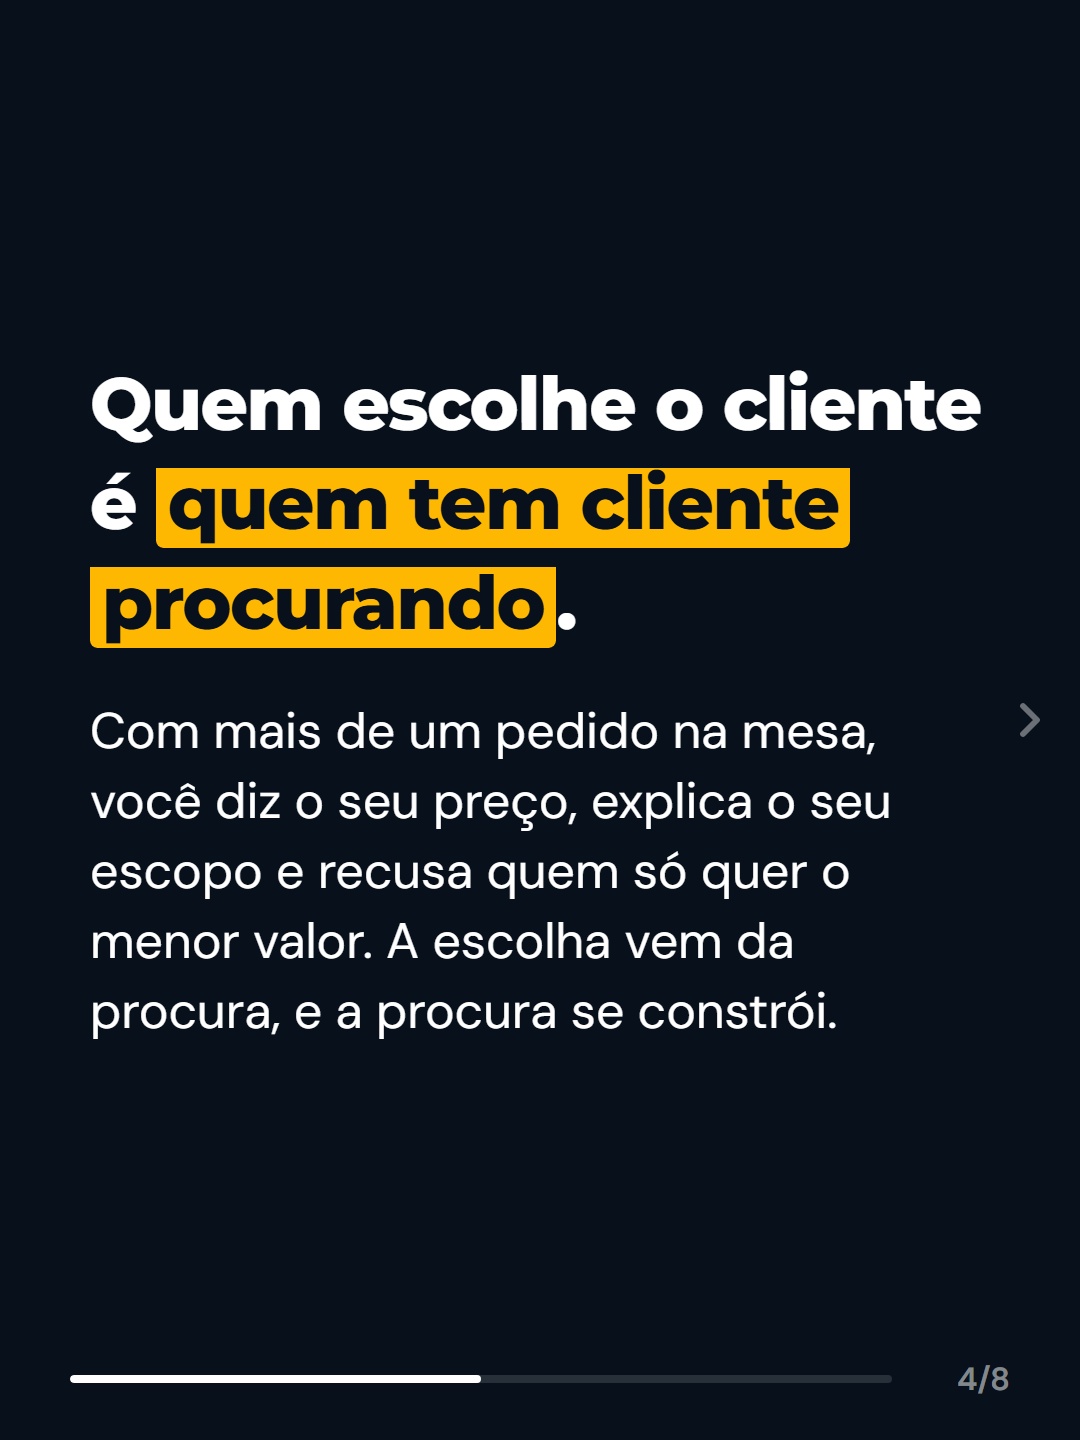 Quem escolhe o cliente
é quem tem cliente
procurando.
Com mais de um pedido na mesa,
você diz o seu preço, explica o seu
escopo e recusa quem só quer o
menor valor. A escolha vem da
procura, e a procura se constrói.
4/8